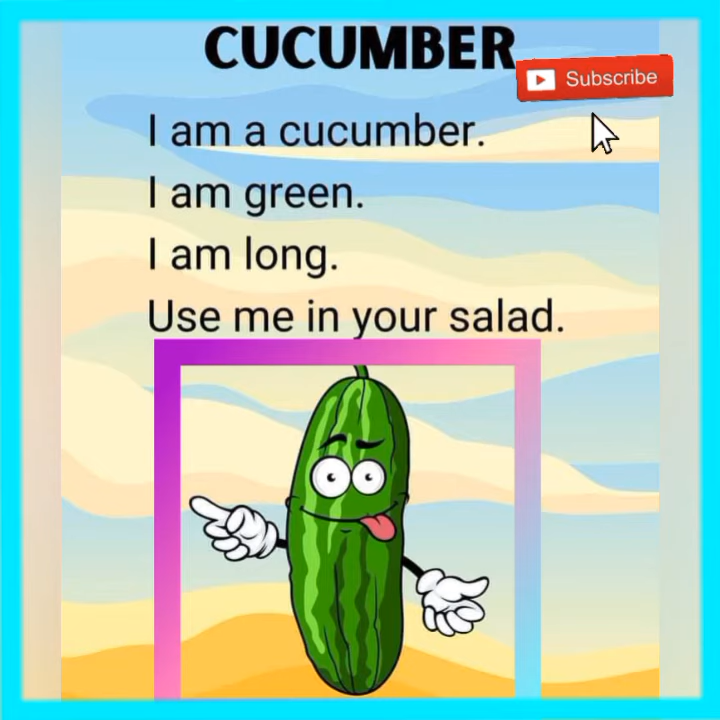 CUCUMBER
Subscribe
I am a cucumber.
I am green.
I am long.
Use me in your salad.